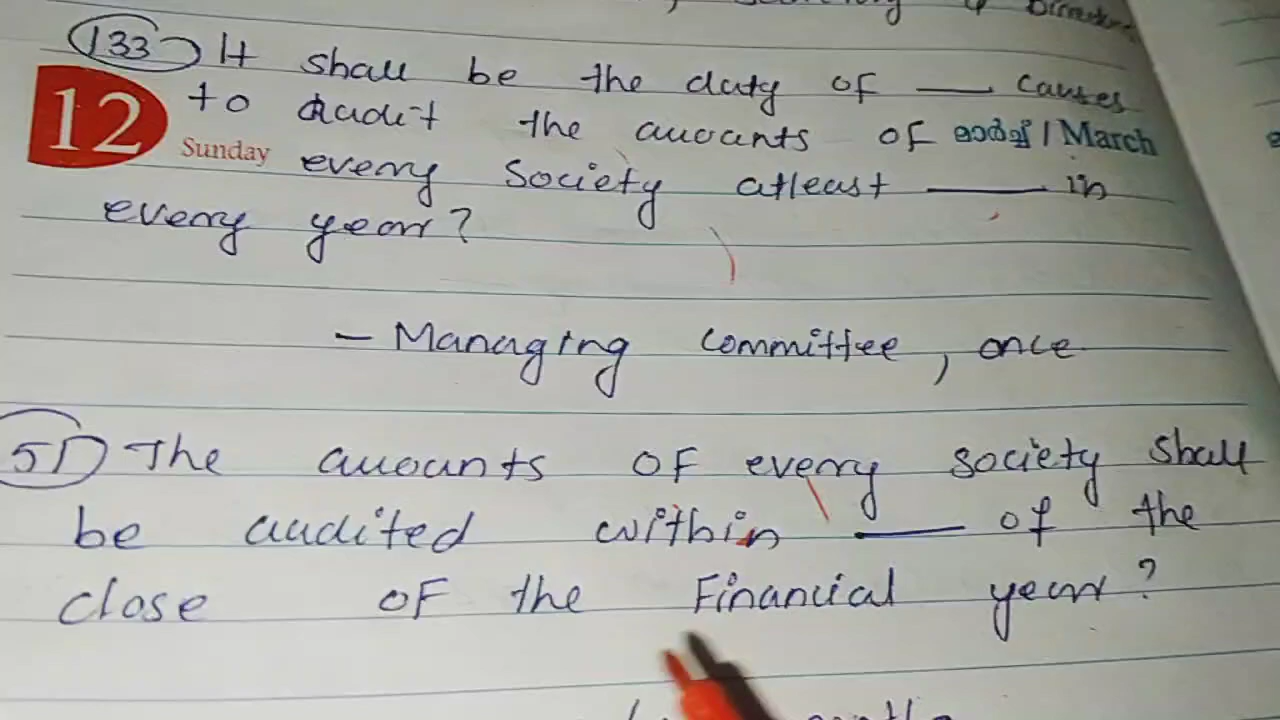 133 It shall be the duty of ___ causes
12 to audit the auounts of മാർച്ച് / March
Sunday every society atleast ___ in
every year?
- Managing committee, once
51) The auounts of every society shall
be audited within ___ of the
close of the Financial year?